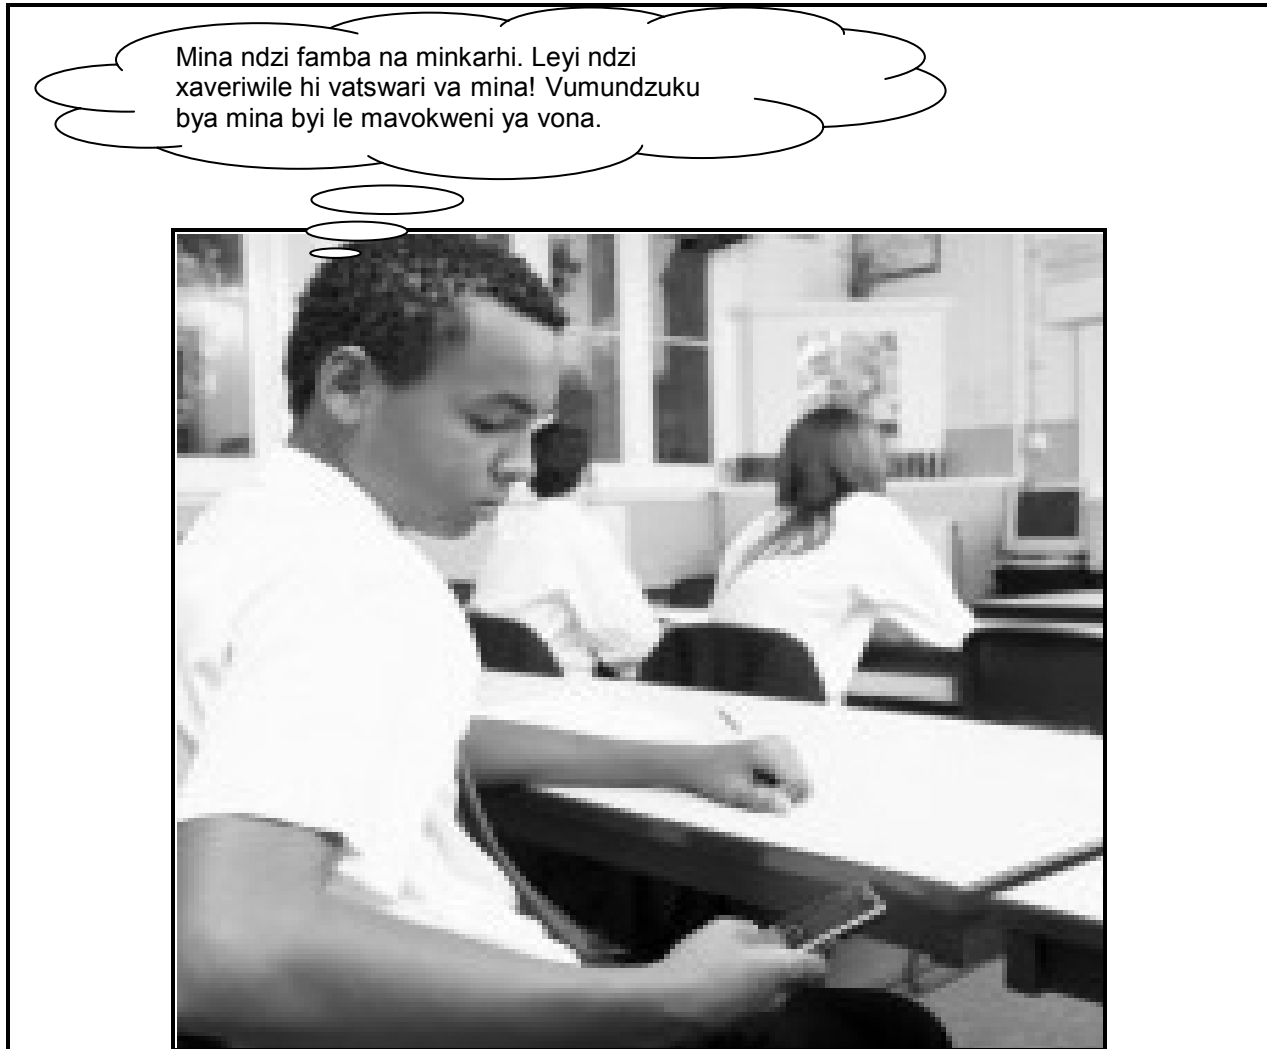 Mina ndzi famba na minkarhi. Leyi ndzi
xaveriwile hi vatswari va mina! Vumundzuku
bya mina byi le mavokweni ya vona.